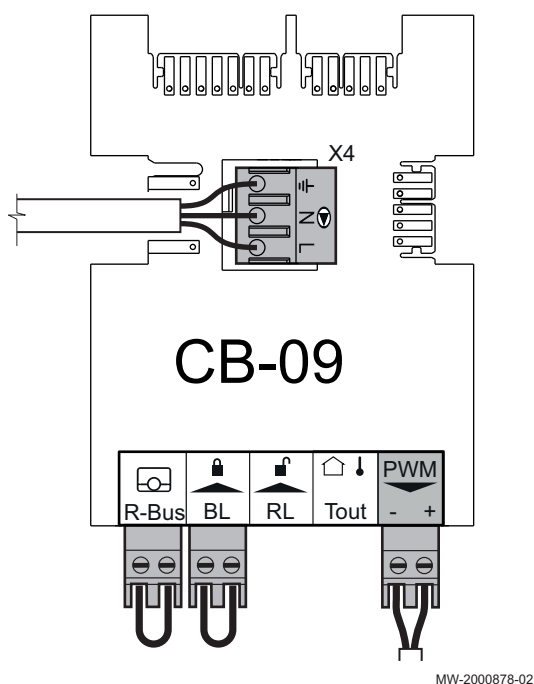 X4
N
L
CB-09
R-Bus
BL
RL
Tout
PWM
- +
MW-2000878-02